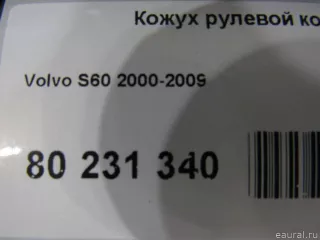 Кожух рулевой ко
Volvo S60 2000-2009
80 231 340
eaural.ru